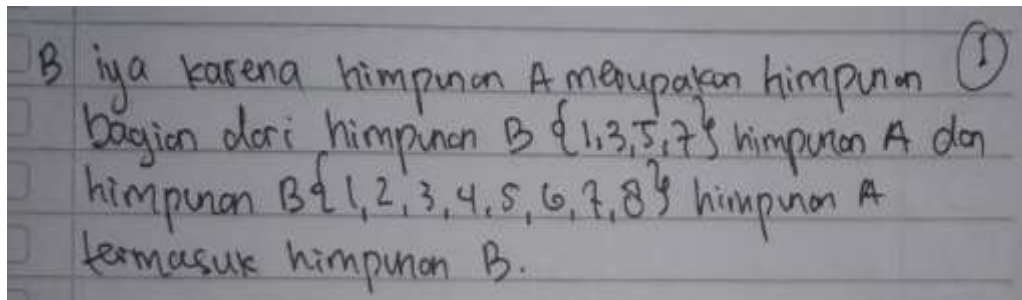 B iya karena himpunan A merupakan himpunan ①
bagian dari himpunan B {1,3,5,7} himpunan A dan
himpunan B {1, 2, 3, 4, 5, 6, 7, 8} himpunan A
termasuk himpunan B.